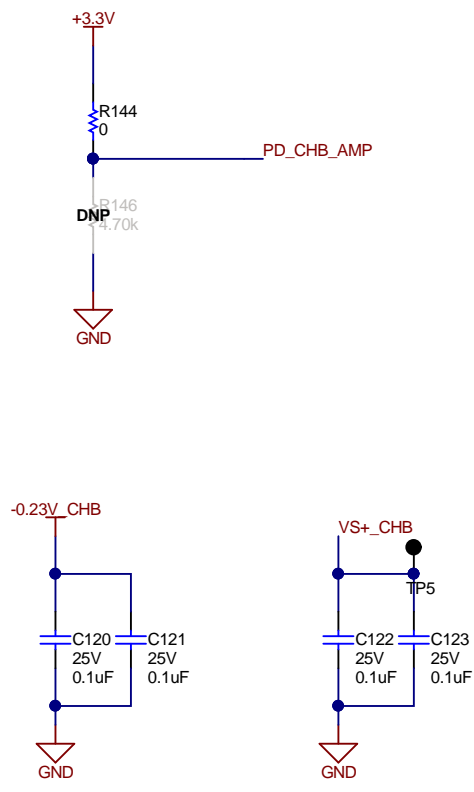 +3.3V
R144
0
PD_CHB_AMP
R146
DNP
4.70k
GND
-0.23V_CHB
VS+_CHB
TP5
C120
25V
0.1uF
C121
25V
0.1uF
C122
25V
0.1uF
C123
25V
0.1uF
GND
GND